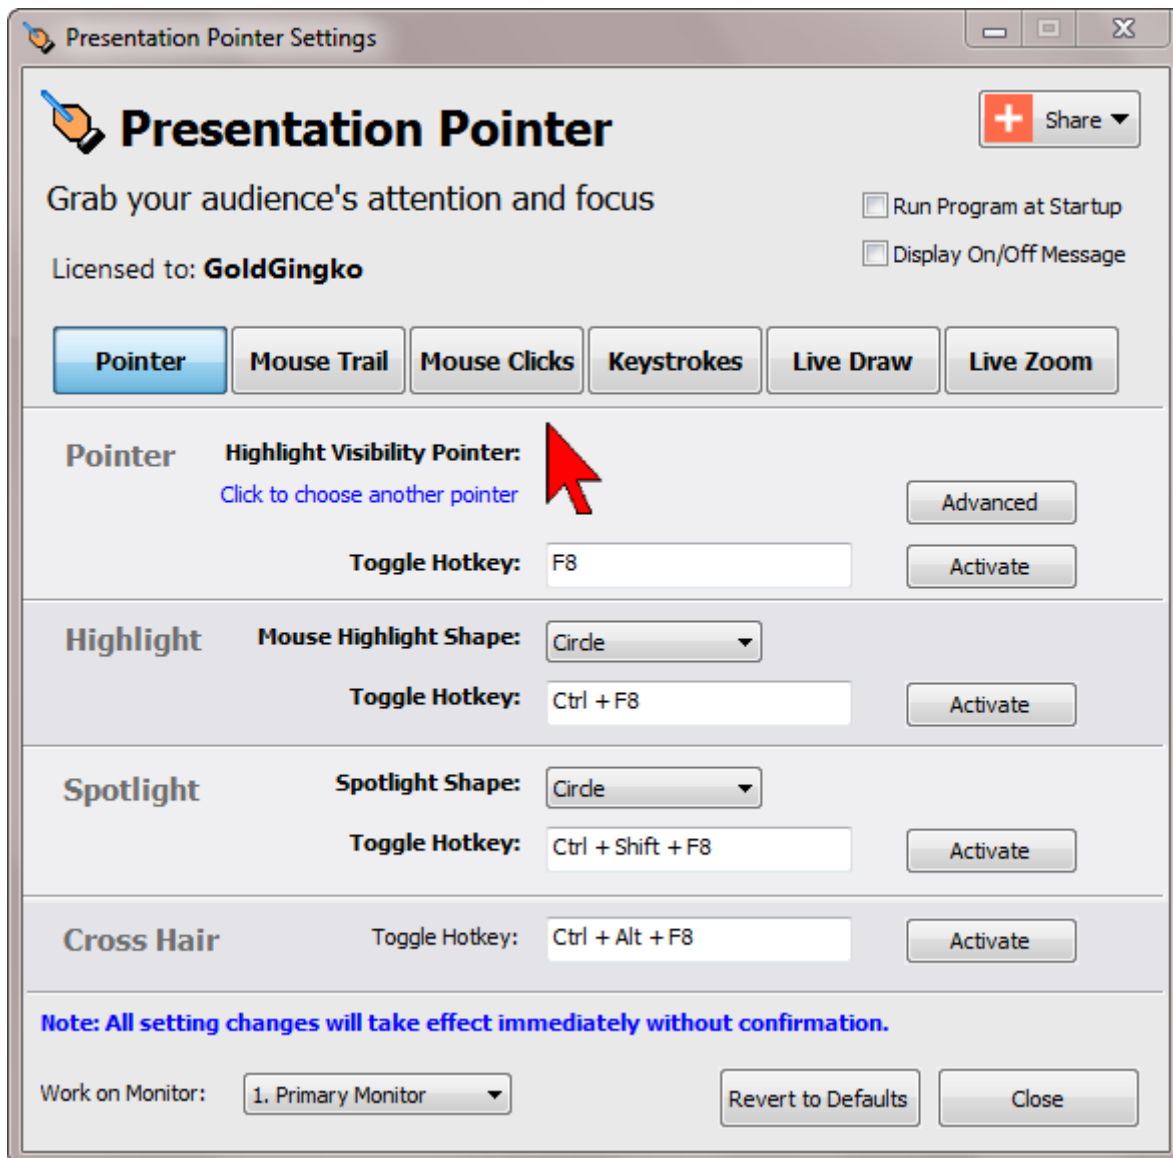 Presentation Pointer Settings
Presentation Pointer
Share
Grab your audience's attention and focus
Run Program at Startup
Licensed to: GoldGingko
Display On/Off Message
Pointer Mouse Trail Mouse Clicks Keystrokes Live Draw Live Zoom
Pointer Highlight Visibility Pointer:
Click to choose another pointer Advanced
Toggle Hotkey: F8 Activate
Highlight Mouse Highlight Shape: Circle
Toggle Hotkey: Ctrl + F8 Activate
Spotlight Spotlight Shape: Circle
Toggle Hotkey: Ctrl + Shift + F8 Activate
Cross Hair Toggle Hotkey: Ctrl + Alt + F8 Activate
Note: All setting changes will take effect immediately without confirmation.
Work on Monitor: 1. Primary Monitor Revert to Defaults Close